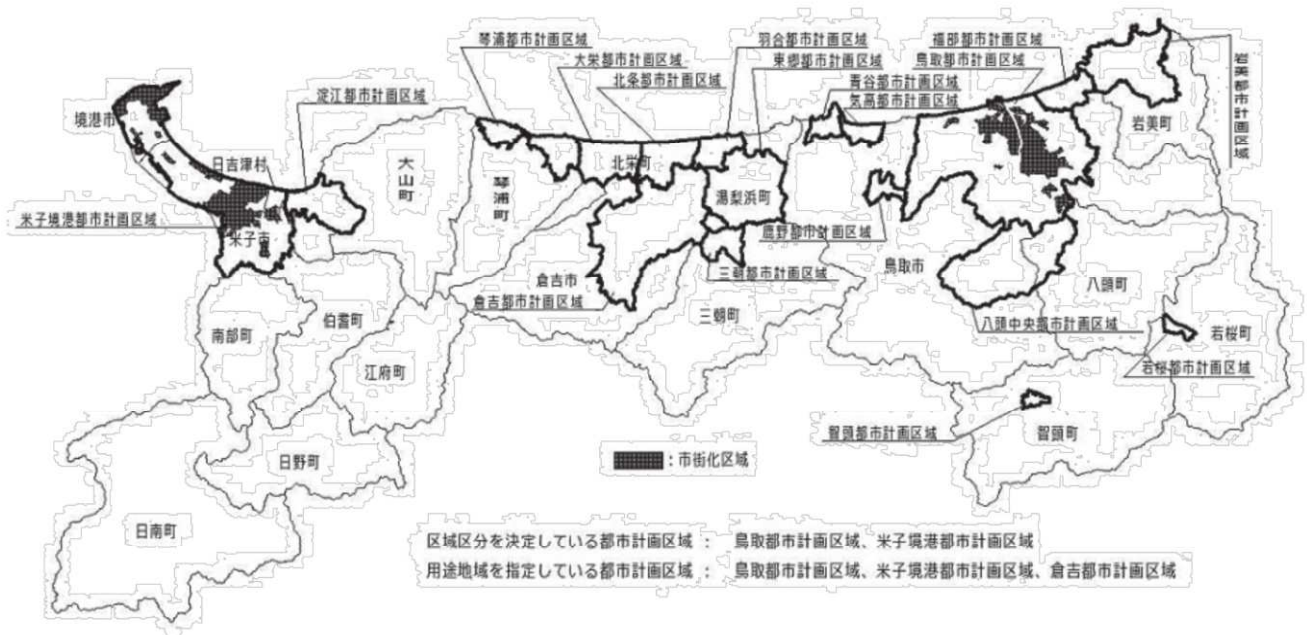 琴浦都市計画区域
大栄都市計画区域
北条都市計画区域
羽合都市計画区域
東郷都市計画区域
青谷都市計画区域
気高都市計画区域
福部都市計画区域
鳥取都市計画区域
岩美都市計画区域
淀江都市計画区域
境港市
日吉津村
米子境港都市計画区域
米子市
大山町
琴浦町
北栄町
湯梨浜町
岩美町
鹿野都市計画区域
三朝都市計画区域
倉吉市
倉吉都市計画区域
鳥取市
八頭町
八頭中央都市計画区域
若桜町
若桜都市計画区域
南部町
伯耆町
江府町
三朝町
智頭都市計画区域
智頭町
日野町
日南町
:市街化区域
区域区分を決定している都市計画区域 : 鳥取都市計画区域、米子境港都市計画区域
用途地域を指定している都市計画区域 : 鳥取都市計画区域、米子境港都市計画区域、倉吉都市計画区域